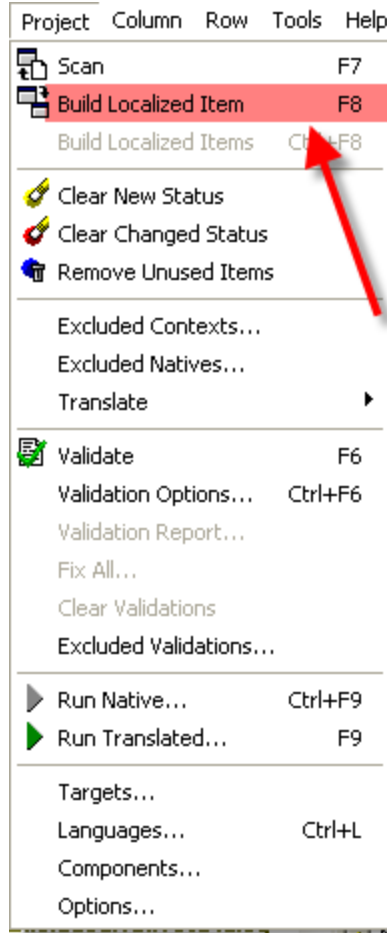 Project Column Row Tools Help
Scan F7
Build Localized Item F8
Build Localized Items Ctrl+F8
Clear New Status
Clear Changed Status
Remove Unused Items
Excluded Contexts...
Excluded Natives...
Translate
Validate F6
Validation Options... Ctrl+F6
Validation Report...
Fix All...
Clear Validations
Excluded Validations...
Run Native... Ctrl+F9
Run Translated... F9
Targets...
Languages... Ctrl+L
Components...
Options...